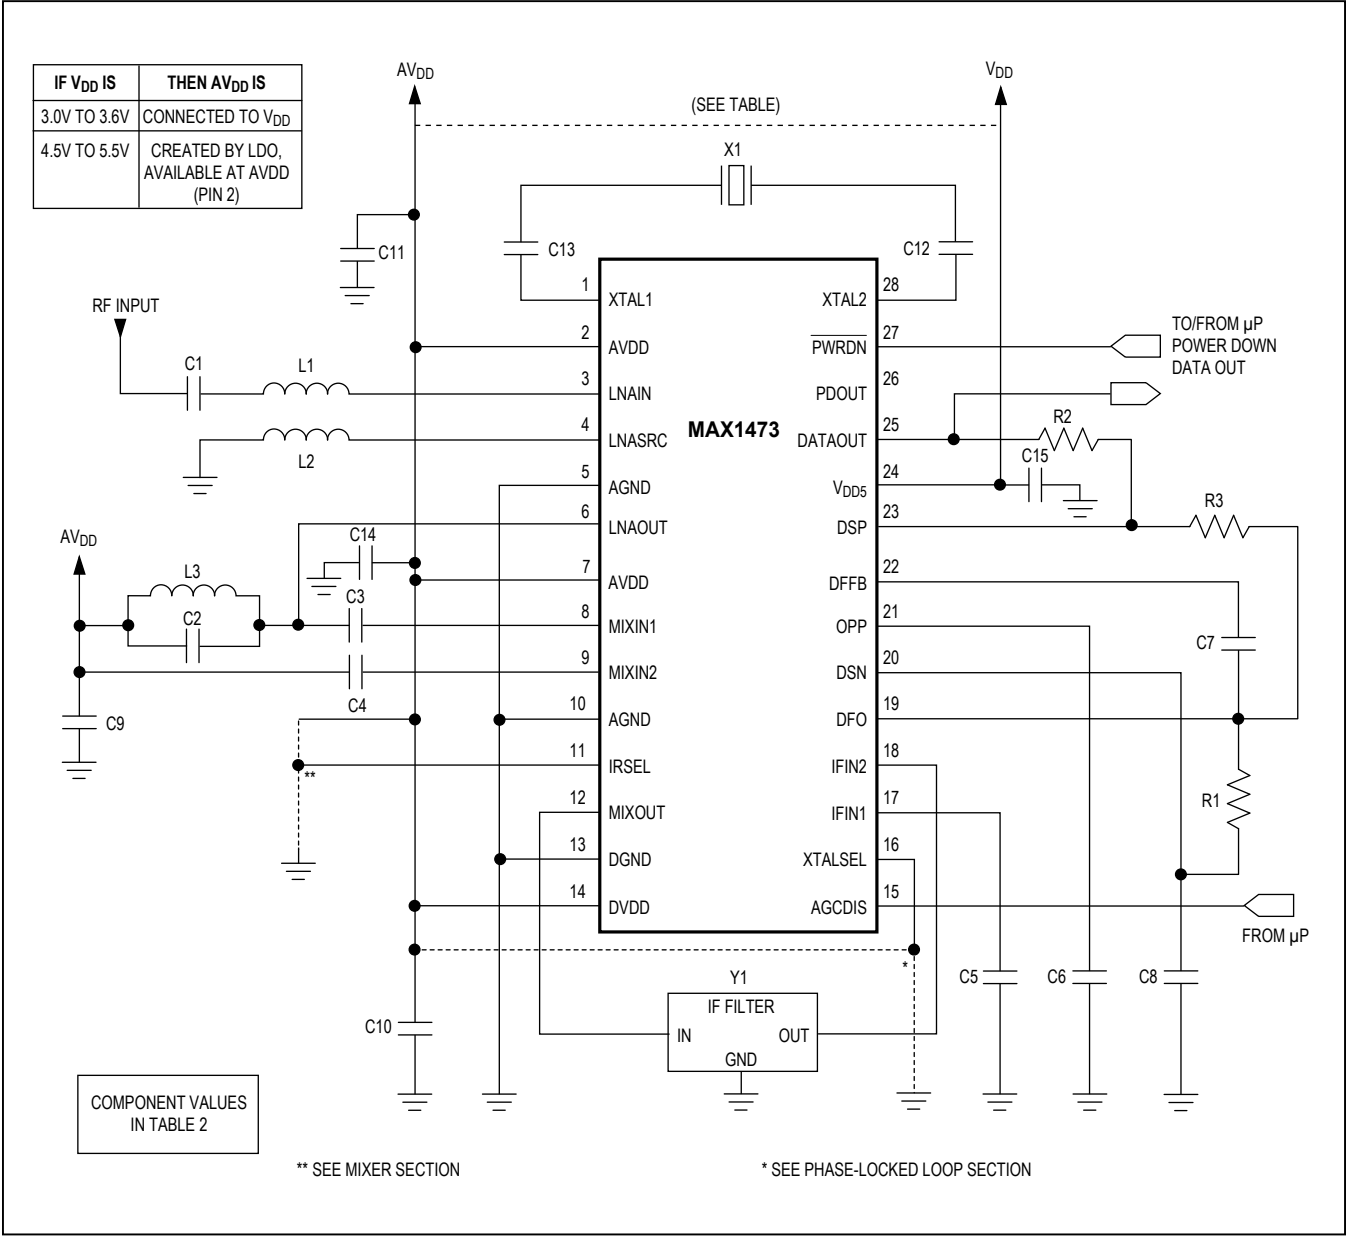 IF VDD IS THEN AVDD IS
3.0V TO 3.6V CONNECTED TO VDD
4.5V TO 5.5V CREATED BY LDO,
AVAILABLE AT AVDD
(PIN 2)
AVDD
(SEE TABLE)
VDD
X1
C11
C13
C12
RF INPUT
C1
L1
L2
AVDD
L3
C2
C14
C3
C4
C9
**
MAX1473
1 XTAL1
2 AVDD
3 LNAIN
4 LNASRC
5 AGND
6 LNAOUT
7 AVDD
8 MIXIN1
9 MIXIN2
10 AGND
11 IRSEL
12 MIXOUT
13 DGND
14 DVDD
XTAL2 28
PWRDN 27
PDOUT 26
DATAOUT 25
VDD5 24
DSP 23
DFFB 22
OPP 21
DSN 20
DFO 19
IFIN2 18
IFIN1 17
XTALSEL 16
AGCDIS 15
TO/FROM µP
POWER DOWN
DATA OUT
R2
C15
R3
C7
R1
FROM µP
*
C10
Y1
IF FILTER
IN OUT
GND
C5
C6
C8
COMPONENT VALUES
IN TABLE 2
** SEE MIXER SECTION
* SEE PHASE-LOCKED LOOP SECTION